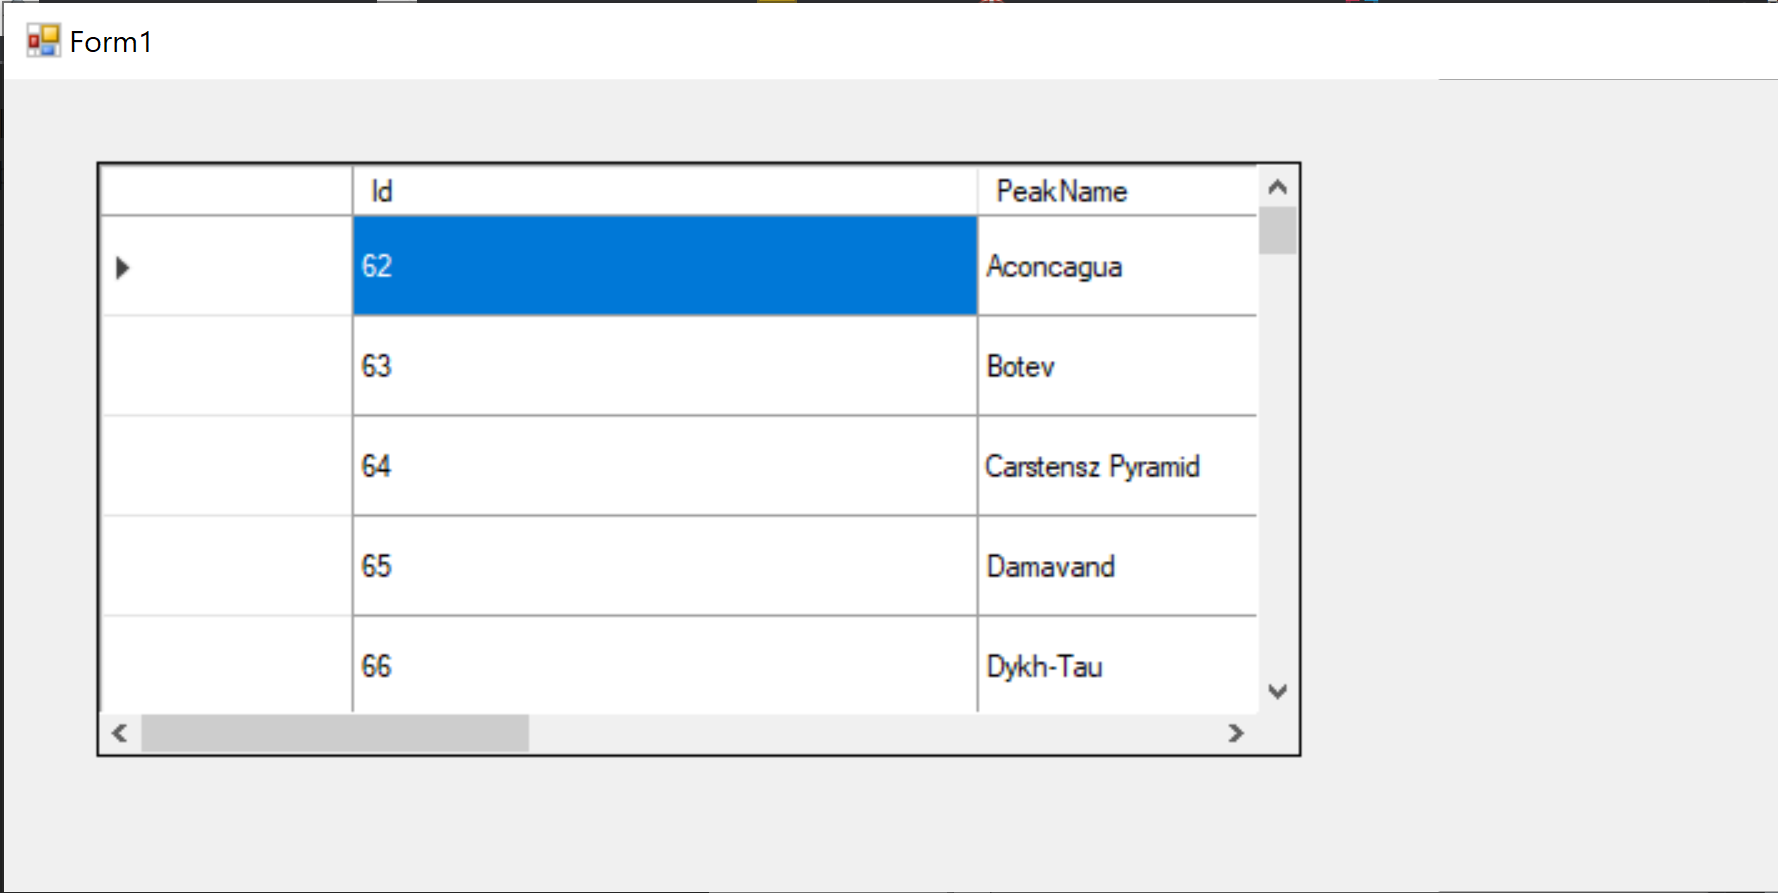 Form1
Id PeakName
62 Aconcagua
63 Botev
64 Carstensz Pyramid
65 Damavand
66 Dykh-Tau